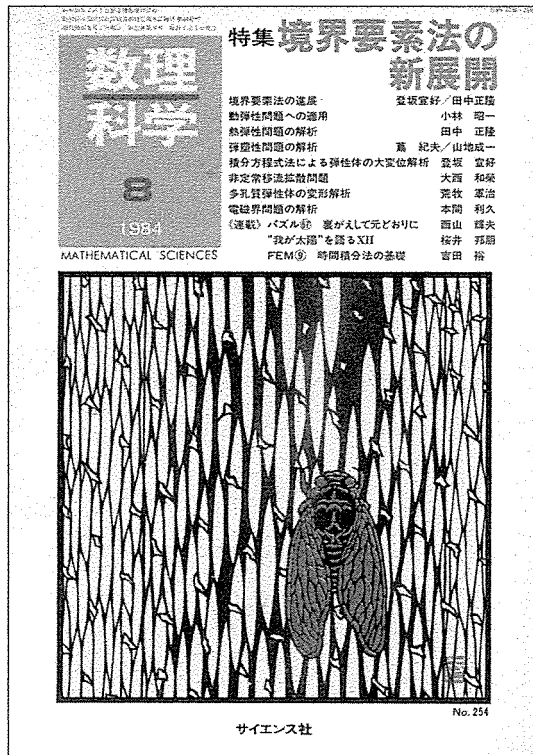 数理
科学
8
1984
MATHEMATICAL SCIENCES
特集 境界要素法の
新展開
境界要素法の進展 登坂宣好/田中正隆
動弾性問題への適用 小林 昭一
熱弾性問題の解析 田中 正隆
弾塑性問題の解析 蔦 紀夫/山地成一
積分方程式法による弾性体の大変位解析 登坂 宣好
非定常移流拡散問題 大西 和榮
多孔質弾性体の変形解析 荒牧 軍治
電磁界問題の解析 本間 利久
《連載》パズル 裏がえして元どおりに 西山 輝夫
"我が太陽"を語るXII 桜井 邦朋
FEM⑨ 時間積分法の基礎 吉田 裕
No. 254
サイエンス社